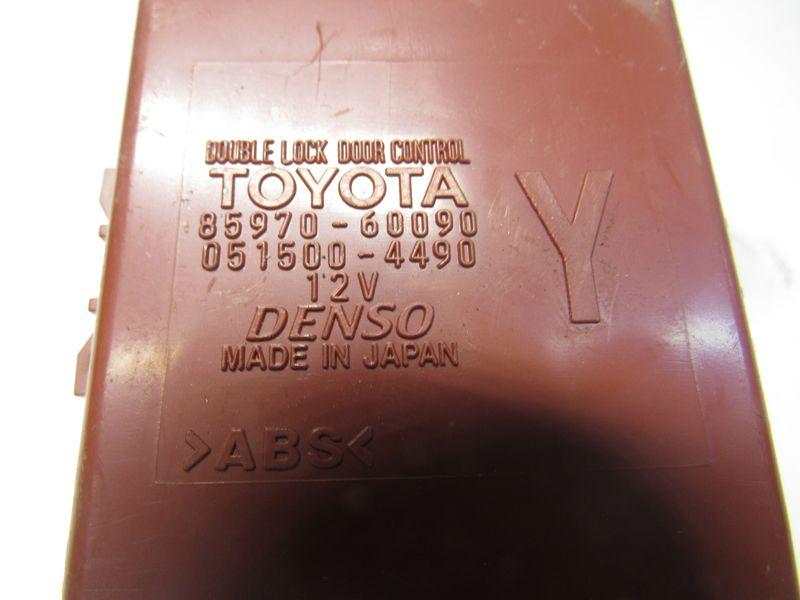 DOUBLE LOCK DOOR CONTROL
TOYOTA
85970-60090
051500-4490
12V
DENSO
MADE IN JAPAN
Y
>ABS<